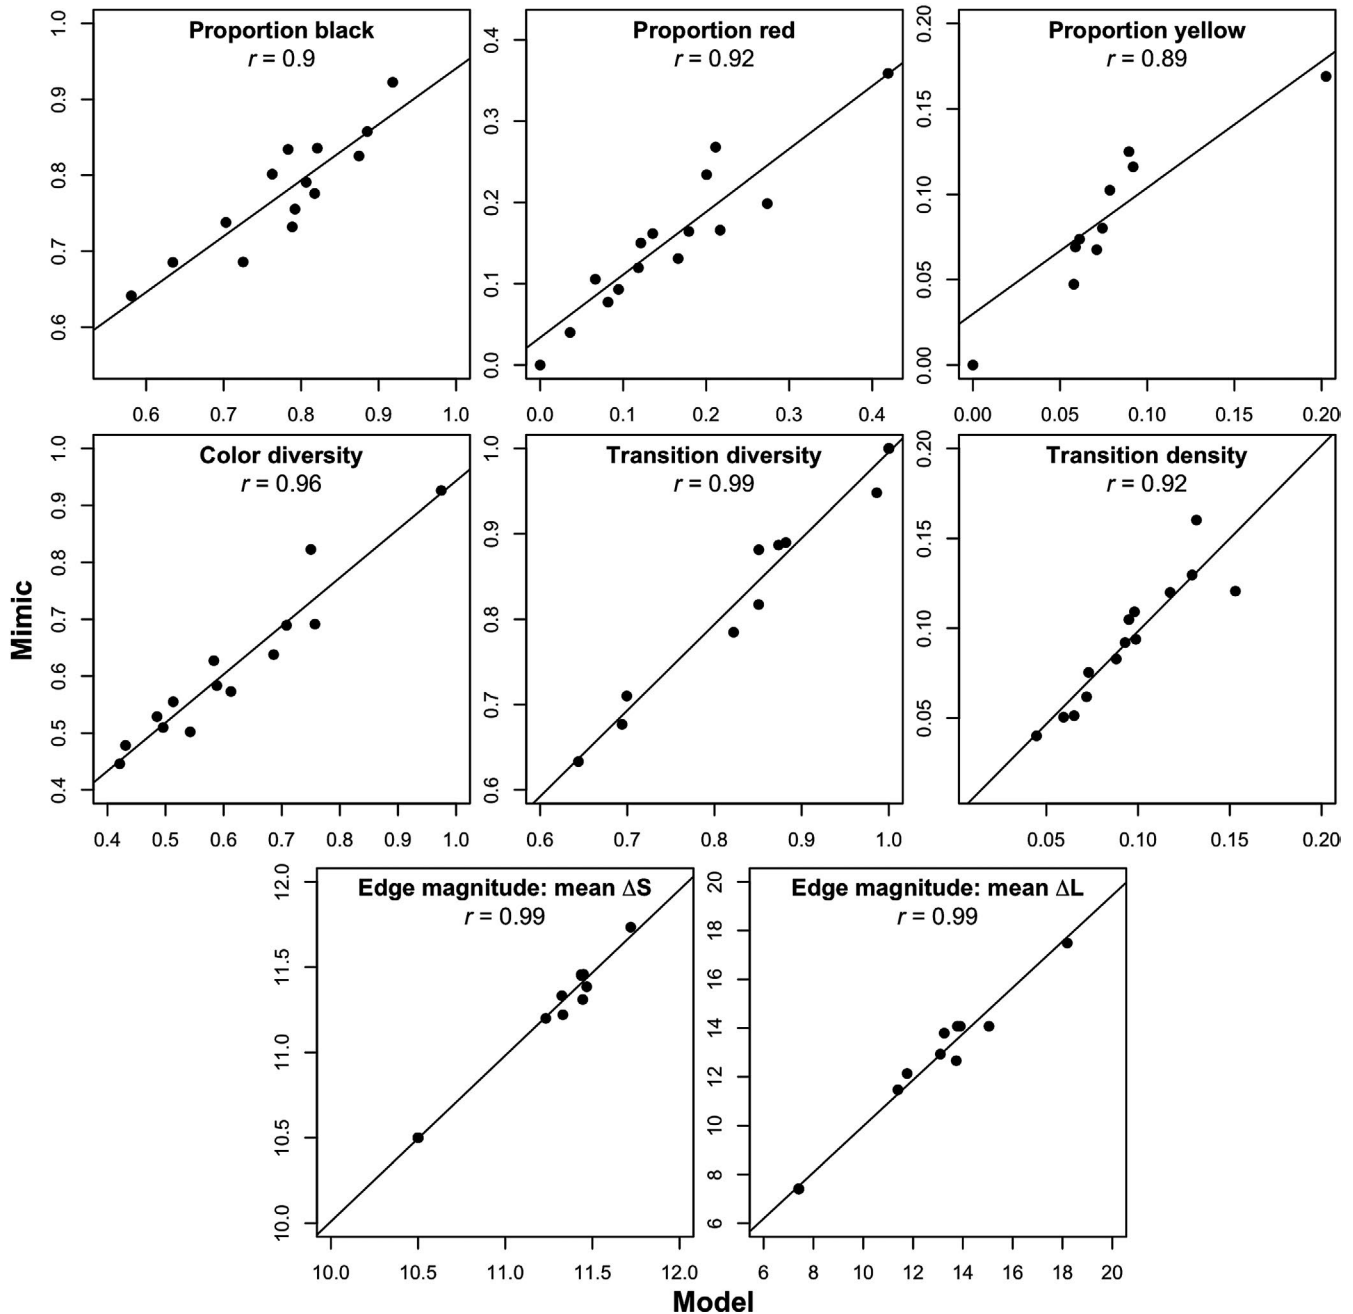 Proportion black
r = 0.9
1.0
0.9
0.8
0.7
0.6
0.6 0.7 0.8 0.9 1.0
Proportion red
r = 0.92
0.4
0.3
0.2
0.1
0.0
0.0 0.1 0.2 0.3 0.4
Proportion yellow
r = 0.89
0.20
0.15
0.10
0.05
0.00
0.00 0.05 0.10 0.15 0.20
Mimic
Color diversity
r = 0.96
1.0
0.9
0.8
0.7
0.6
0.5
0.4
0.4 0.5 0.6 0.7 0.8 0.9 1.0
Transition diversity
r = 0.99
1.0
0.9
0.8
0.7
0.6
0.6 0.7 0.8 0.9 1.0
Transition density
r = 0.92
0.20
0.15
0.10
0.05
0.05 0.10 0.15 0.20
Edge magnitude: mean ΔS
r = 0.99
12.0
11.5
11.0
10.5
10.0
10.0 10.5 11.0 11.5 12.0
Edge magnitude: mean ΔL
r = 0.99
20
18
16
14
12
10
8
6
6 8 10 12 14 16 18 20
Model